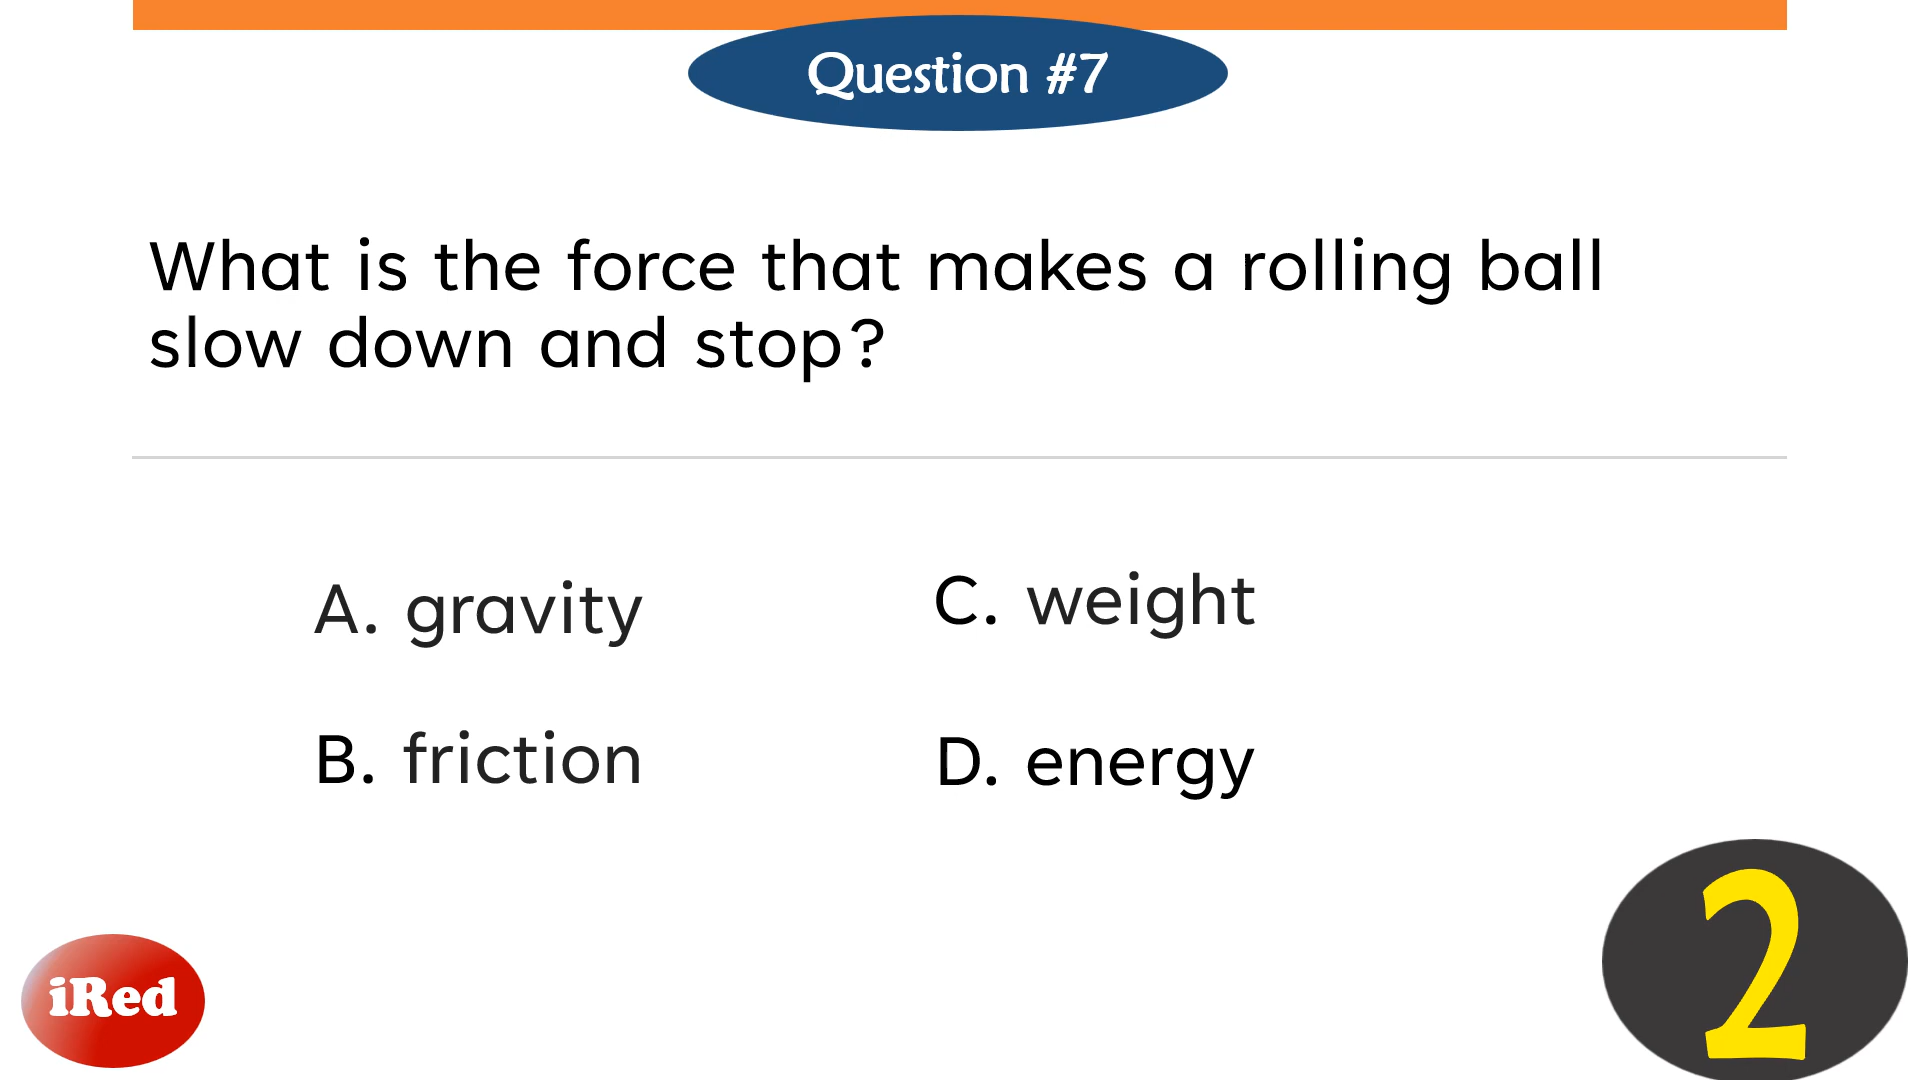 Question #7
What is the force that makes a rolling ball
slow down and stop?
A. gravity
C. weight
B. friction
D. energy
iRed
2